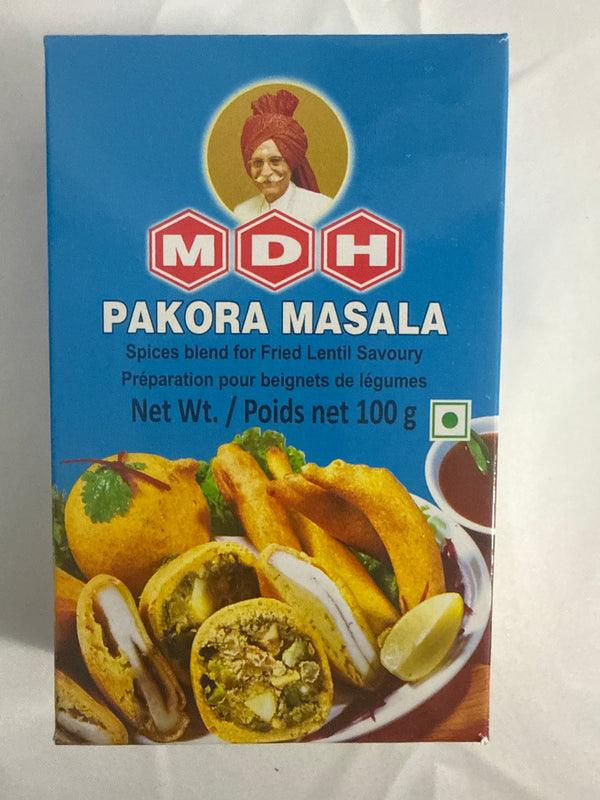 MDH
PAKORA MASALA
Spices blend for Fried Lentil Savoury
Préparation pour beignets de légumes
Net Wt. / Poids net 100 g